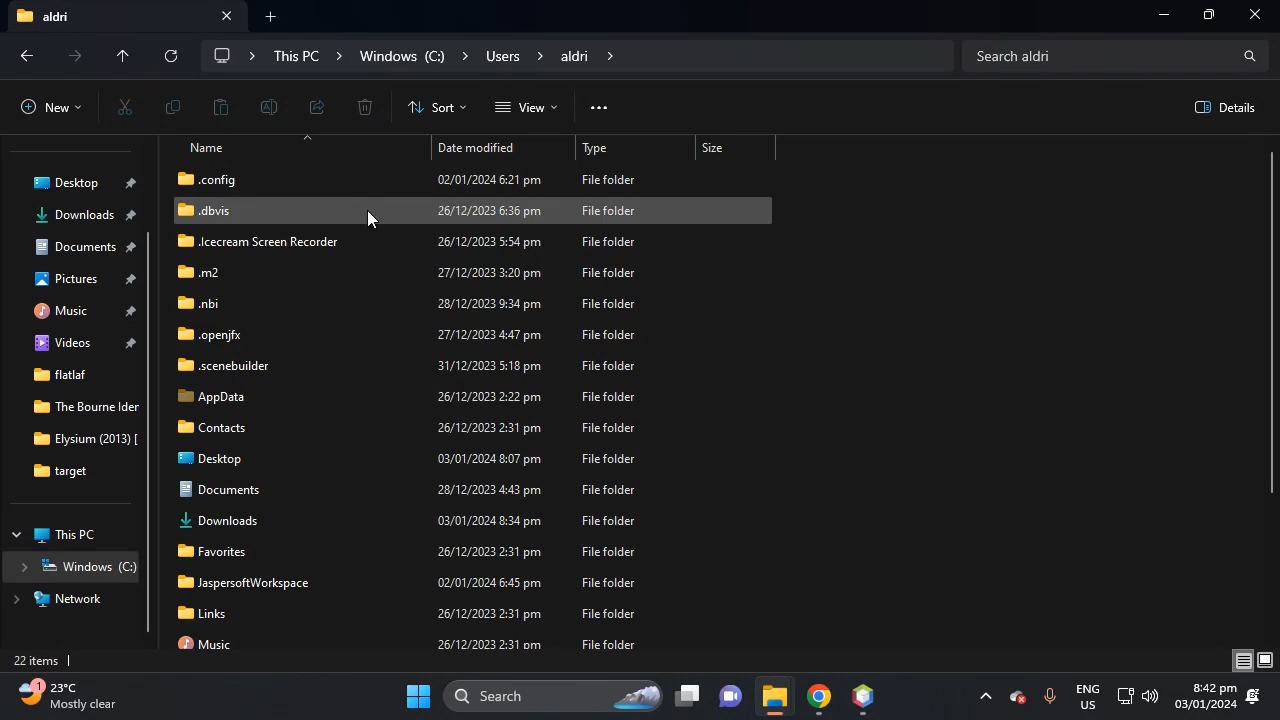 aldri
This PC > Windows (C:) > Users > aldri >
Search aldri
New
Sort
View
Details
Name Date modified Type Size
.config 02/01/2024 6:21 pm File folder
.dbvis 26/12/2023 6:36 pm File folder
.Icecream Screen Recorder 26/12/2023 5:54 pm File folder
.m2 27/12/2023 3:20 pm File folder
.nbi 28/12/2023 9:34 pm File folder
.openjfx 27/12/2023 4:47 pm File folder
.scenebuilder 31/12/2023 5:18 pm File folder
AppData 26/12/2023 2:22 pm File folder
Contacts 26/12/2023 2:31 pm File folder
Desktop 03/01/2024 8:07 pm File folder
Documents 28/12/2023 4:43 pm File folder
Downloads 03/01/2024 8:34 pm File folder
Favorites 26/12/2023 2:31 pm File folder
JaspersoftWorkspace 02/01/2024 6:45 pm File folder
Links 26/12/2023 2:31 pm File folder
Music 26/12/2023 2:31 pm File folder
Desktop
Downloads
Documents
Pictures
Music
Videos
flatlaf
The Bourne Iden
Elysium (2013) [
target
This PC
Windows (C:)
Network
22 items
1
23°C
Mostly clear
Search
ENG
US
8:42 pm
03/01/2024